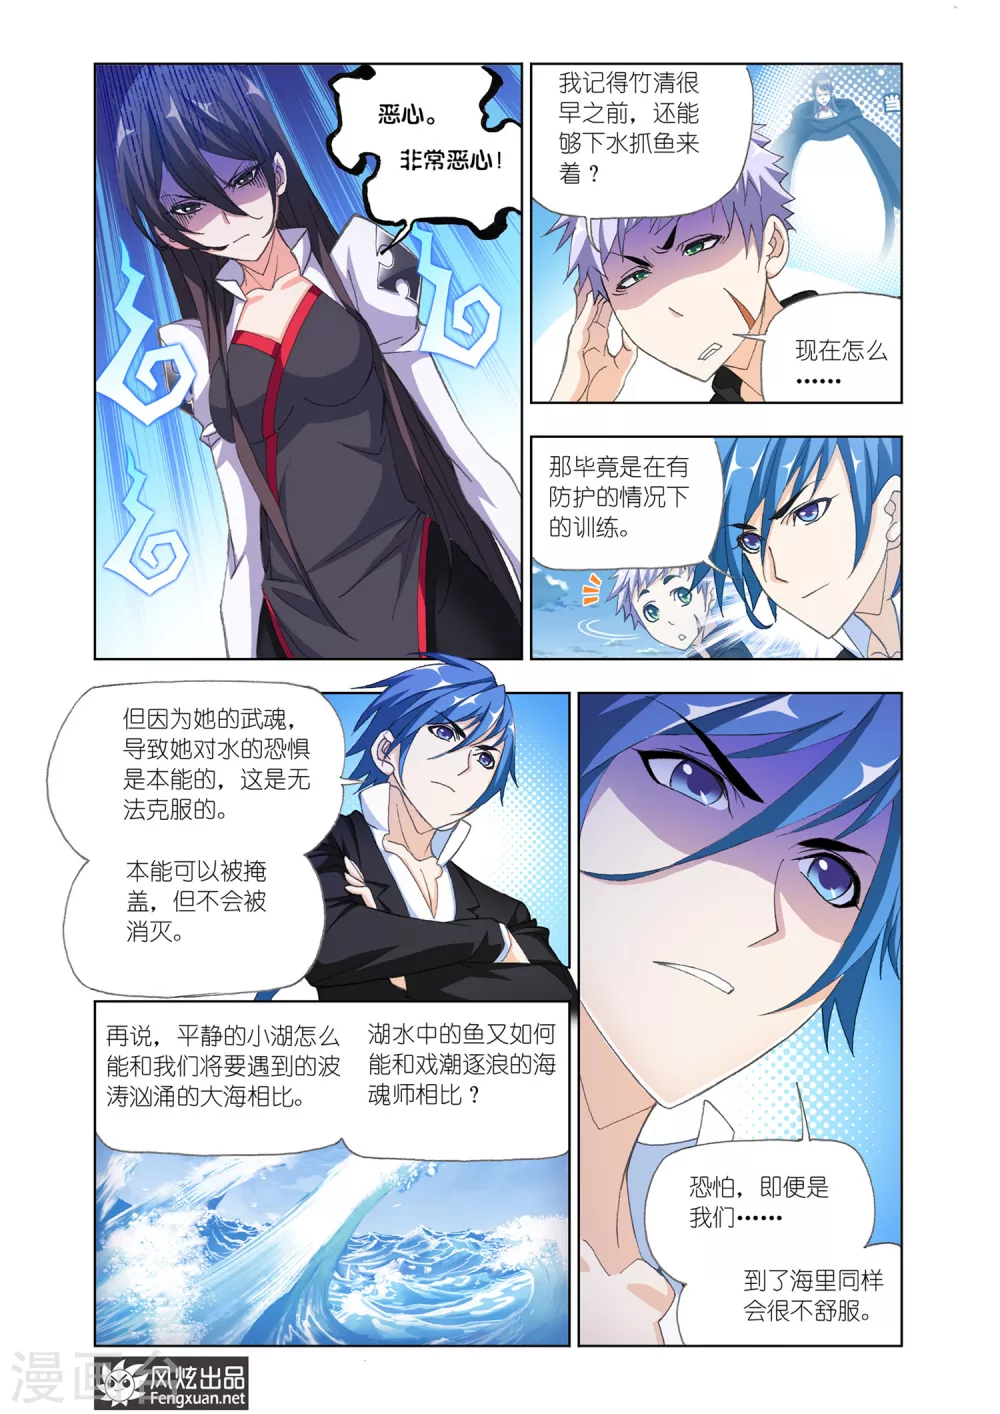 恶心。
非常恶心！
我记得竹清很
早之前，还能
够下水抓鱼来
着？
当
现在怎么
……
那毕竟是在有
防护的情况下
的训练。
但因为她的武魂，
导致她对水的恐惧
是本能的，这是无
法克服的。
本能可以被掩
盖，但不会被
消灭。
再说，平静的小湖怎么
能和我们将要遇到的波
涛汹涌的大海相比。
湖水中的鱼又如何
能和戏潮逐浪的海
魂师相比？
恐怕，即便是
我们……
到了海里同样
会很不舒服。
漫画台
风炫出品
Fengxuan.net